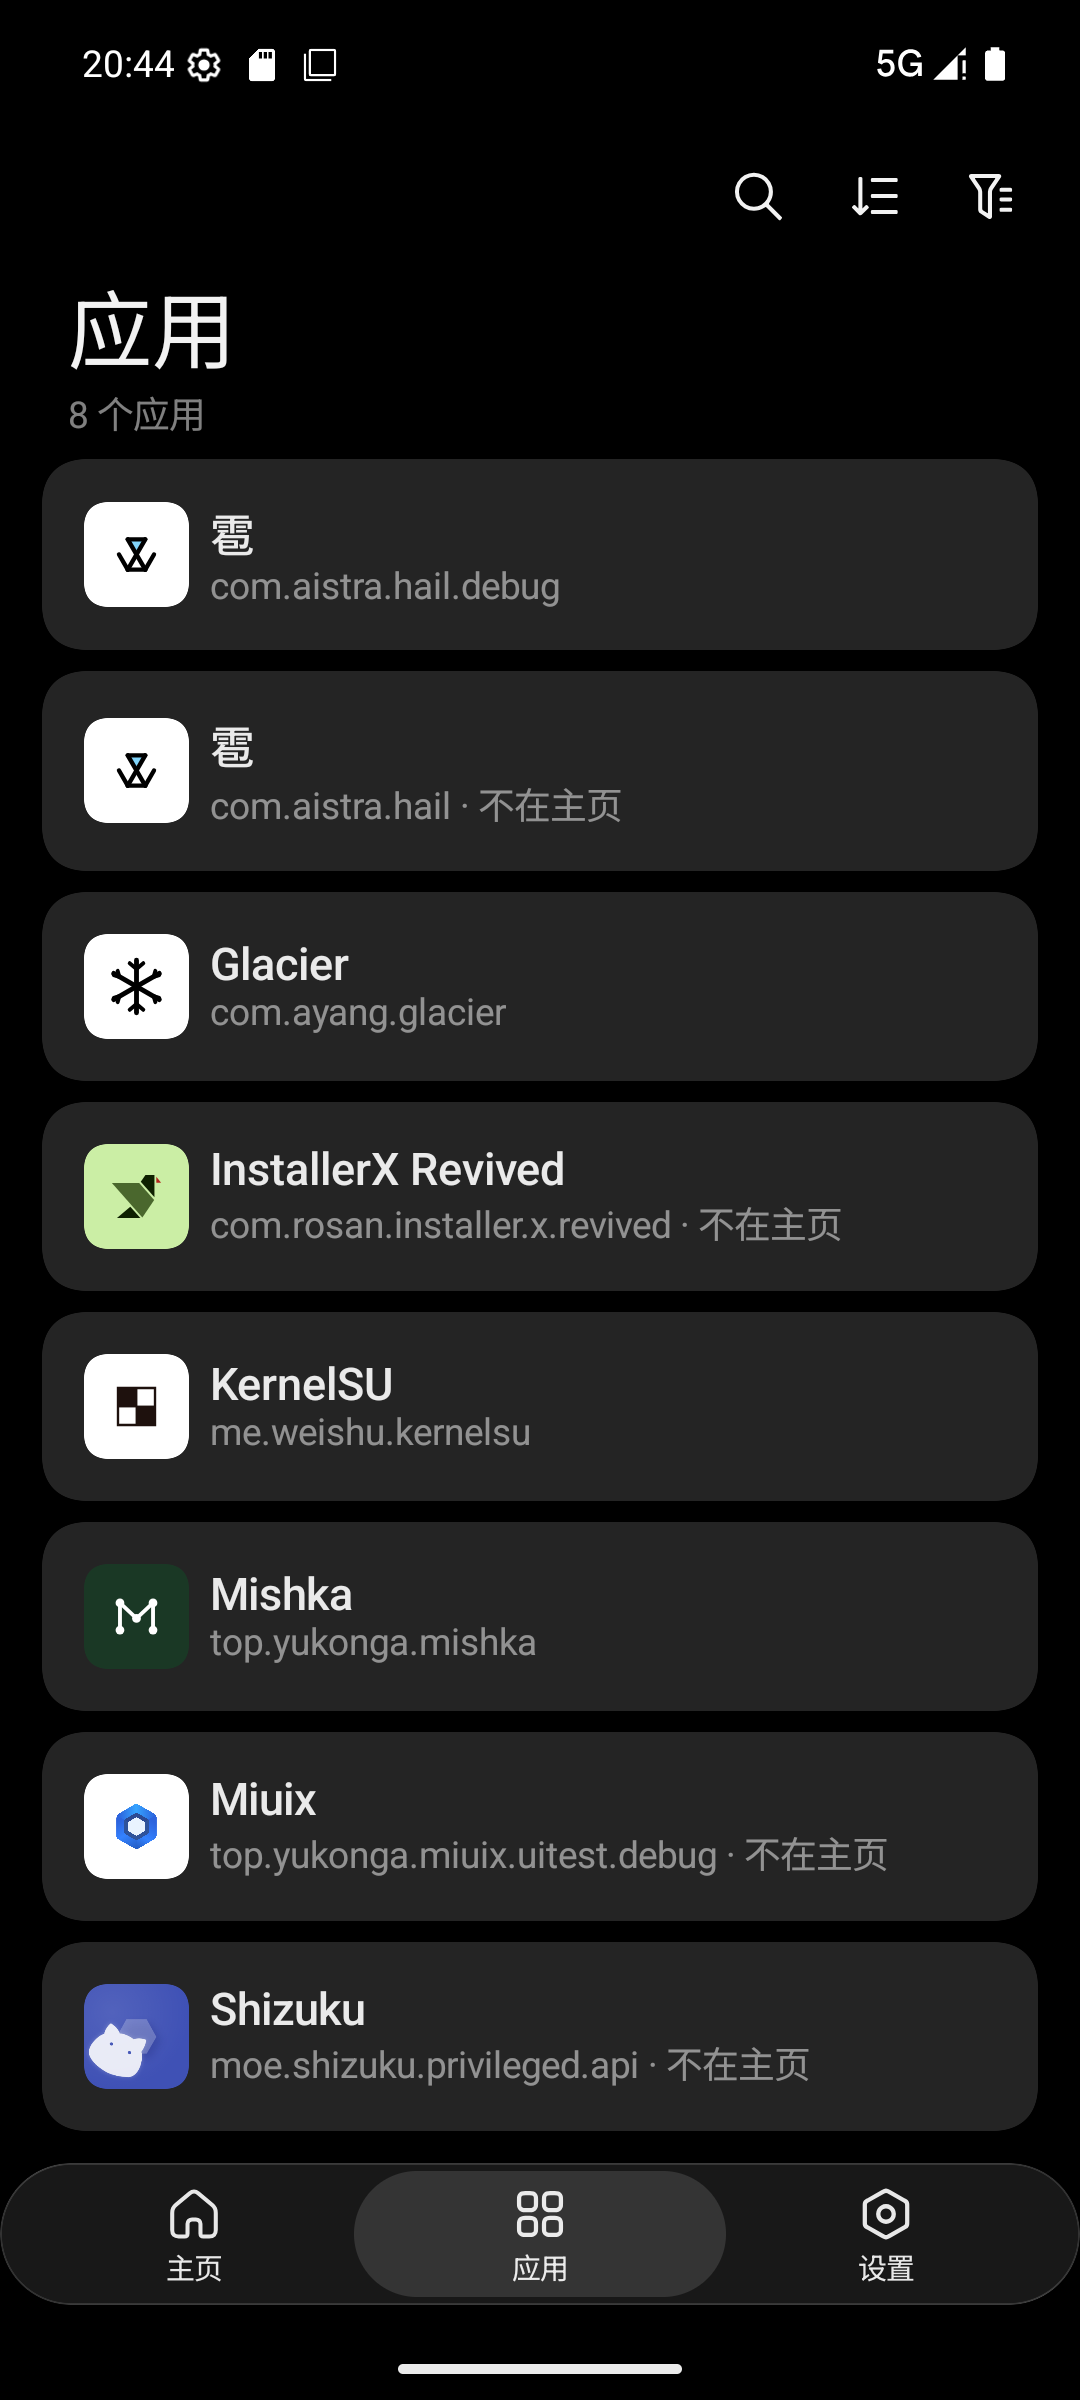 20:44
5G
应用
8 个应用
雹
com.aistra.hail.debug
雹
com.aistra.hail · 不在主页
Glacier
com.ayang.glacier
InstallerX Revived
com.rosan.installer.x.revived · 不在主页
KernelSU
me.weishu.kernelsu
Mishka
top.yukonga.mishka
Miuix
top.yukonga.miuix.uitest.debug · 不在主页
Shizuku
moe.shizuku.privileged.api · 不在主页
主页
应用
设置